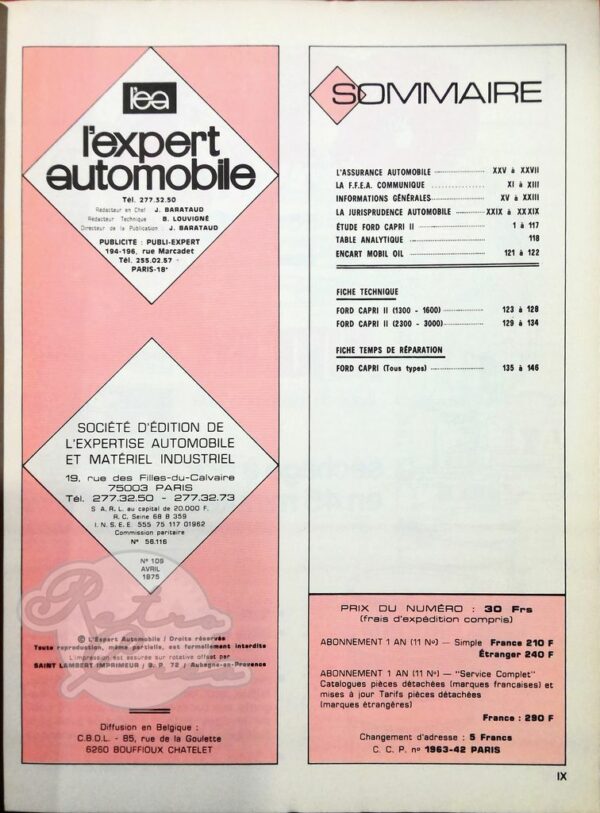 l'ea
l'expert
automobile
Tél. 277.32.50
Rédacteur en Chef J. BARATAUD
Rédacteur Technique B. LOUVIGNÉ
Directeur de la Publication J. BARATAUD
PUBLICITE : PUBLI-EXPERT
194-196, rue Marcadet
Tél. 255.02.57 -
PARIS-18e
SOCIÉTÉ D'ÉDITION DE
L'EXPERTISE AUTOMOBILE
ET MATÉRIEL INDUSTRIEL
19, rue des Filles-du-Calvaire
75003 PARIS
Tél. 277.32.50 - 277.32.73
S A R.L. au capital de 20.000 F.
R.C. Seine 68 B 359
I.N.S.E.E. 555 75 117 01962
Commission paritaire
N° 56.116
N° 109
AVRIL
1975
Retro
© L'Expert Automobile / Droits réservés
Toute reproduction, même partielle, est formellement interdite
L'impression est assurée sur rotative offset par
SAINT LAMBERT IMPRIMEUR / B. P. 72 / Aubagne-en-Provence
Diffusion en Belgique :
C.B.D.L. - 85, rue de la Goulette
6260 BOUFFIOUX CHATELET
SOMMAIRE
L'ASSURANCE AUTOMOBILE XXV à XXVII
LA F.F.E.A. COMMUNIQUE XI à XIII
INFORMATIONS GÉNÉRALES XV à XXIII
LA JURISPRUDENCE AUTOMOBILE XXIX à XXXIX
ÉTUDE FORD CAPRI II 1 à 117
TABLE ANALYTIQUE 118
ENCART MOBIL OIL 121 à 122
FICHE TECHNIQUE
FORD CAPRI II (1300 - 1600) 123 à 128
FORD CAPRI II (2300 - 3000) 129 à 134
FICHE TEMPS DE RÉPARATION
FORD CAPRI (Tous types) 135 à 146
PRIX DU NUMÉRO : 30 Frs
(frais d'expédition compris)
ABONNEMENT 1 AN (11 Nos) — Simple France 210 F
Étranger 240 F
ABONNEMENT 1 AN (11 Nos) — "Service Complet"
Catalogues pièces détachées (marques françaises) et
mises à jour Tarifs pièces détachées
(marques étrangères)
France : 290 F
Changement d'adresse : 5 Francs
C. C. P. n° 1963-42 PARIS
IX